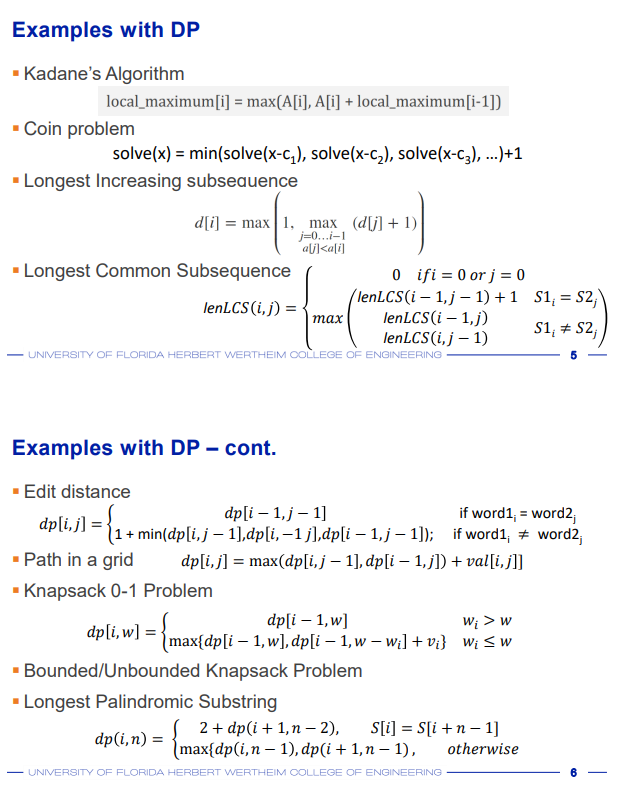 Examples with DP
▪ Kadane's Algorithm
local_maximum[i] = max(A[i], A[i] + local_maximum[i-1])
▪ Coin problem
solve(x) = min(solve(x-c₁), solve(x-c₂), solve(x-c₃), ...)+1
▪ Longest Increasing subsequence
d[i] = max(1, max (d[j] + 1))
j=0…i−1
a[j]<a[i]
▪ Longest Common Subsequence
0 if i = 0 or j = 0
lenLCS(i − 1, j − 1) + 1 S1ᵢ = S2ⱼ
lenLCS(i, j) = { max ( lenLCS(i − 1, j)
lenLCS(i, j − 1) S1ᵢ ≠ S2ⱼ )
UNIVERSITY OF FLORIDA HERBERT WERTHEIM COLLEGE OF ENGINEERING 5
Examples with DP – cont.
▪ Edit distance
dp[i − 1, j − 1] if word1ᵢ = word2ⱼ
dp[i, j] = { 1 + min(dp[i, j − 1],dp[i, −1 j],dp[i − 1, j − 1]); if word1ᵢ ≠ word2ⱼ
▪ Path in a grid dp[i, j] = max(dp[i, j − 1], dp[i − 1, j]) + val[i, j]]
▪ Knapsack 0-1 Problem
dp[i − 1, w] wᵢ > w
dp[i, w] = { max{dp[i − 1, w], dp[i − 1, w − wᵢ] + vᵢ} wᵢ ≤ w
▪ Bounded/Unbounded Knapsack Problem
▪ Longest Palindromic Substring
2 + dp(i + 1, n − 2), S[i] = S[i + n − 1]
dp(i, n) = { max{dp(i, n − 1), dp(i + 1, n − 1) , otherwise
UNIVERSITY OF FLORIDA HERBERT WERTHEIM COLLEGE OF ENGINEERING 6